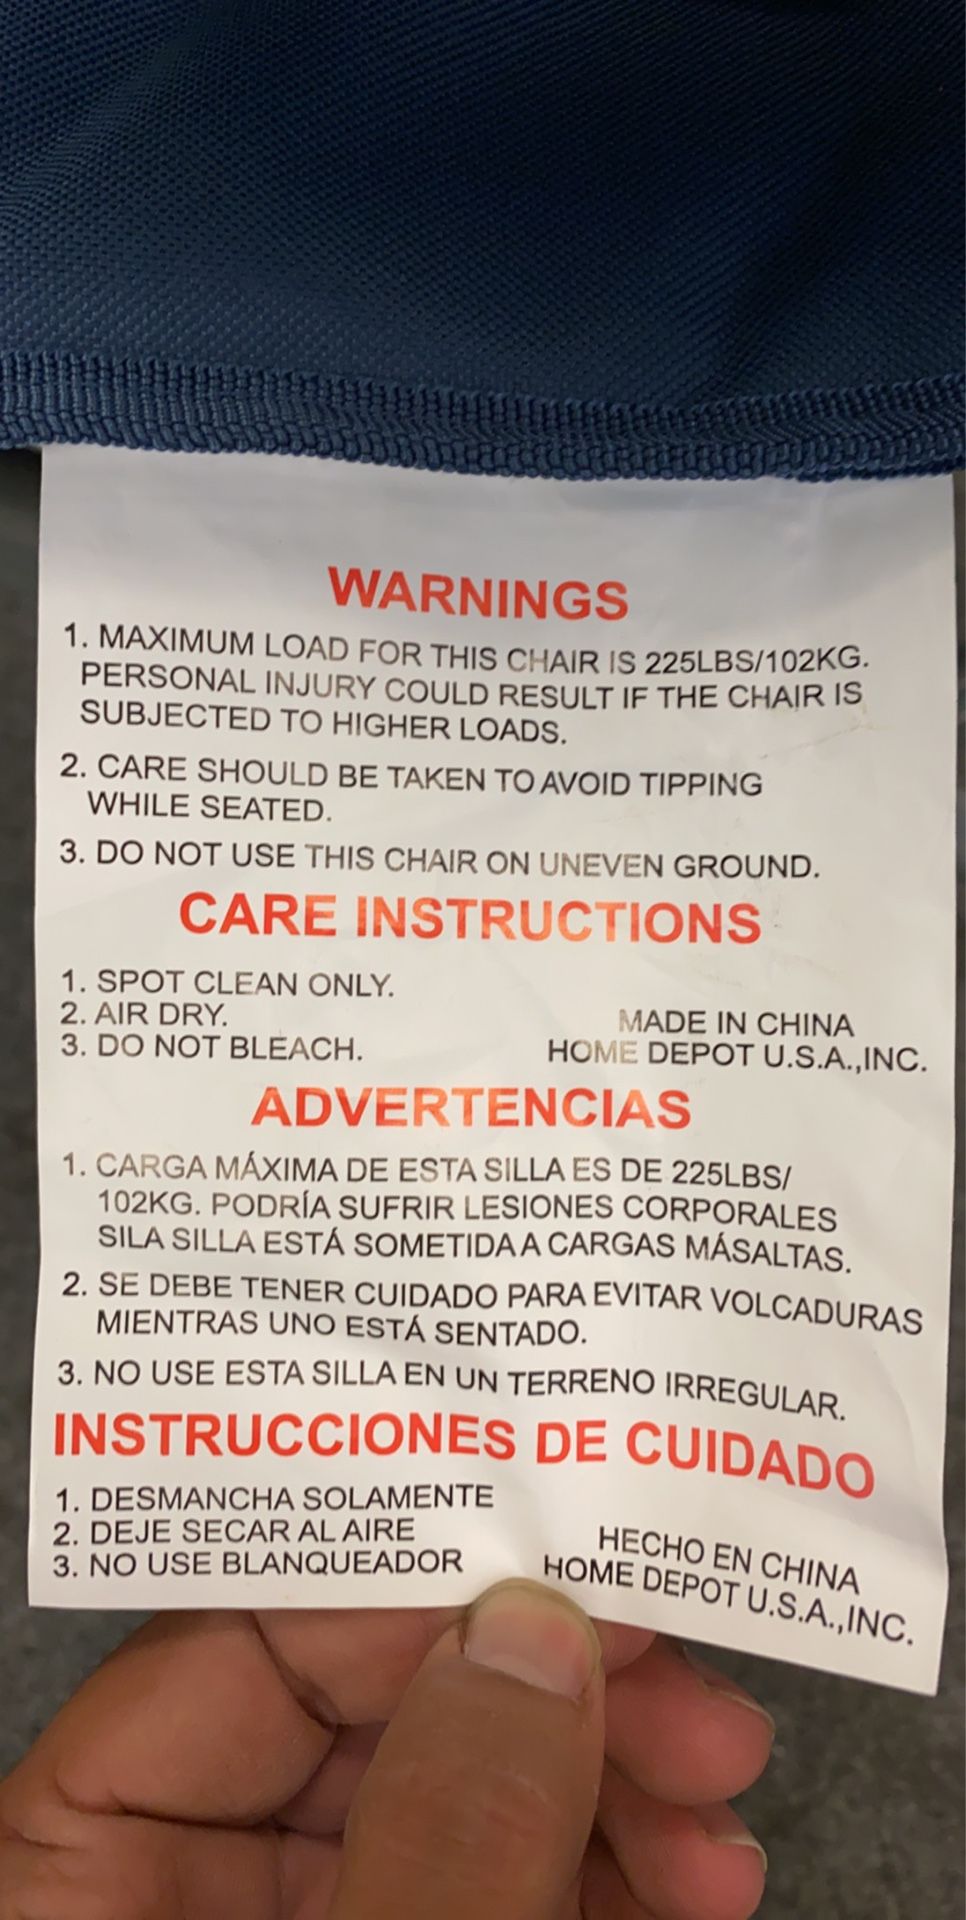 WARNINGS
1. MAXIMUM LOAD FOR THIS CHAIR IS 225LBS/102KG.
PERSONAL INJURY COULD RESULT IF THE CHAIR IS
SUBJECTED TO HIGHER LOADS.
2. CARE SHOULD BE TAKEN TO AVOID TIPPING
WHILE SEATED.
3. DO NOT USE THIS CHAIR ON UNEVEN GROUND.
CARE INSTRUCTIONS
1. SPOT CLEAN ONLY.
2. AIR DRY.
3. DO NOT BLEACH.
MADE IN CHINA
HOME DEPOT U.S.A.,INC.
ADVERTENCIAS
1. CARGA MÁXIMA DE ESTA SILLA ES DE 225LBS/
102KG. PODRÍA SUFRIR LESIONES CORPORALES
SILA SILLA ESTÁ SOMETIDA A CARGAS MÁSALTAS.
2. SE DEBE TENER CUIDADO PARA EVITAR VOLCADURAS
MIENTRAS UNO ESTÁ SENTADO.
3. NO USE ESTA SILLA EN UN TERRENO IRREGULAR.
INSTRUCCIONES DE CUIDADO
1. DESMANCHA SOLAMENTE
2. DEJE SECAR AL AIRE
3. NO USE BLANQUEADOR
HECHO EN CHINA
HOME DEPOT U.S.A.,INC.